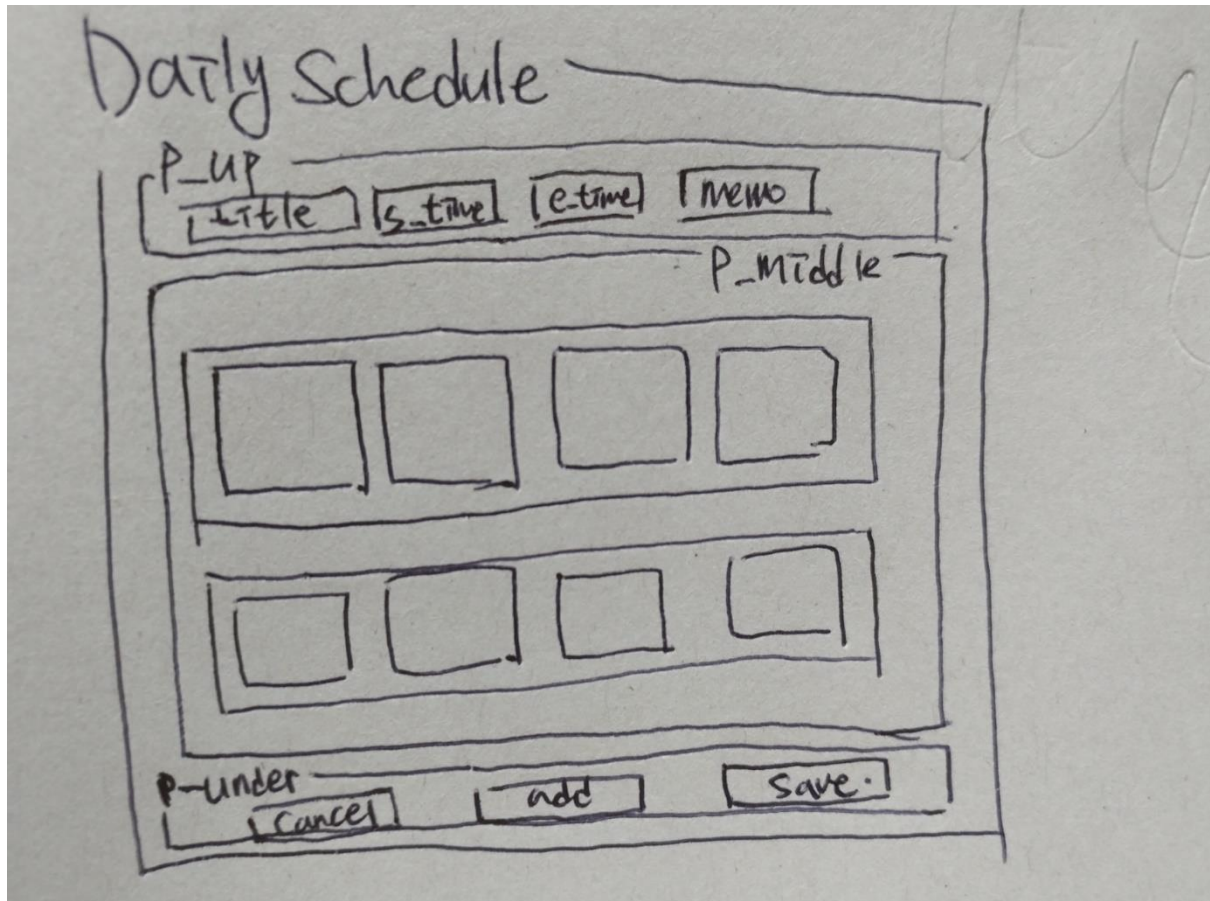 Daily Schedule
P_up
title s_time e_time memo
P_middle
P_under
cancel add save.